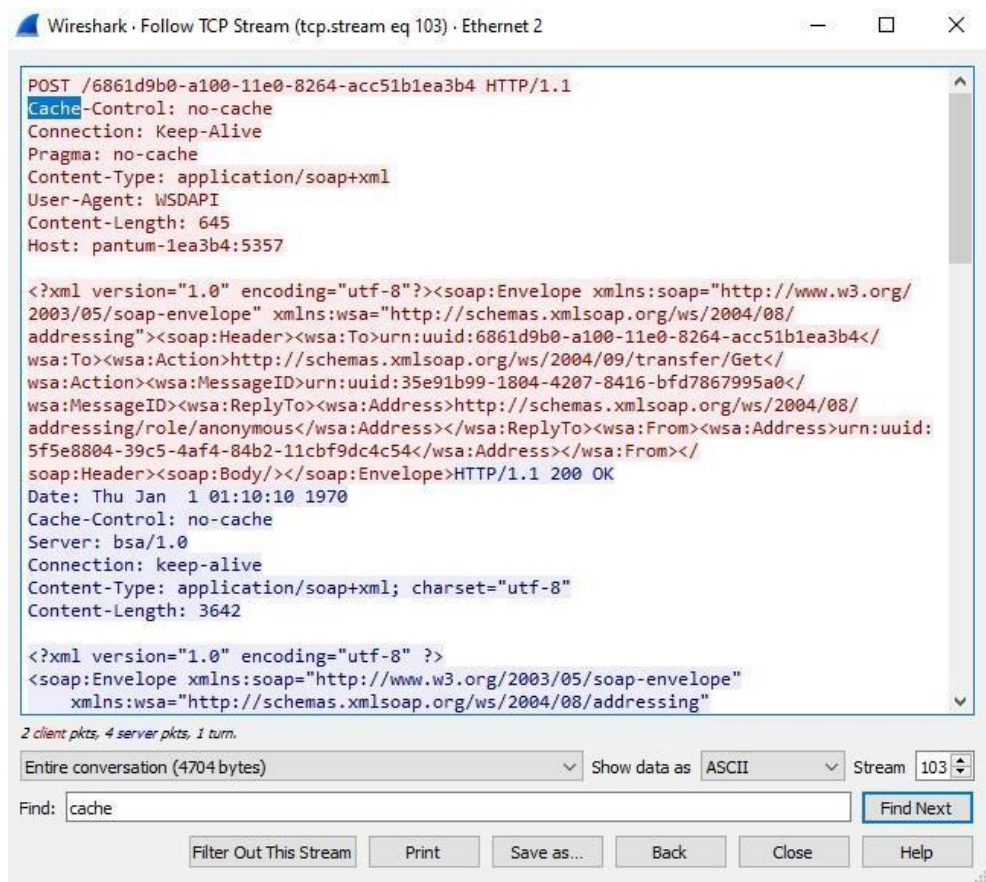 Wireshark · Follow TCP Stream (tcp.stream eq 103) · Ethernet 2
POST /6861d9b0-a100-11e0-8264-acc51b1ea3b4 HTTP/1.1
Cache-Control: no-cache
Connection: Keep-Alive
Pragma: no-cache
Content-Type: application/soap+xml
User-Agent: WSDAPI
Content-Length: 645
Host: pantum-1ea3b4:5357
<?xml version="1.0" encoding="utf-8"?><soap:Envelope xmlns:soap="http://www.w3.org/
2003/05/soap-envelope" xmlns:wsa="http://schemas.xmlsoap.org/ws/2004/08/
addressing"><soap:Header><wsa:To>urn:uuid:6861d9b0-a100-11e0-8264-acc51b1ea3b4</
wsa:To><wsa:Action>http://schemas.xmlsoap.org/ws/2004/09/transfer/Get</
wsa:Action><wsa:MessageID>urn:uuid:35e91b99-1804-4207-8416-bfd7867995a0</
wsa:MessageID><wsa:ReplyTo><wsa:Address>http://schemas.xmlsoap.org/ws/2004/08/
addressing/role/anonymous</wsa:Address></wsa:ReplyTo><wsa:From><wsa:Address>urn:uuid:
5f5e8804-39c5-4af4-84b2-11cbf9dc4c54</wsa:Address></wsa:From></
soap:Header><soap:Body/></soap:Envelope>HTTP/1.1 200 OK
Date: Thu Jan  1 01:10:10 1970
Cache-Control: no-cache
Server: bsa/1.0
Connection: keep-alive
Content-Type: application/soap+xml; charset="utf-8"
Content-Length: 3642
<?xml version="1.0" encoding="utf-8" ?>
<soap:Envelope xmlns:soap="http://www.w3.org/2003/05/soap-envelope"
    xmlns:wsa="http://schemas.xmlsoap.org/ws/2004/08/addressing"
2 client pkts, 4 server pkts, 1 turn.
Entire conversation (4704 bytes) Show data as ASCII Stream 103
Find: cache Find Next
Filter Out This Stream Print Save as... Back Close Help